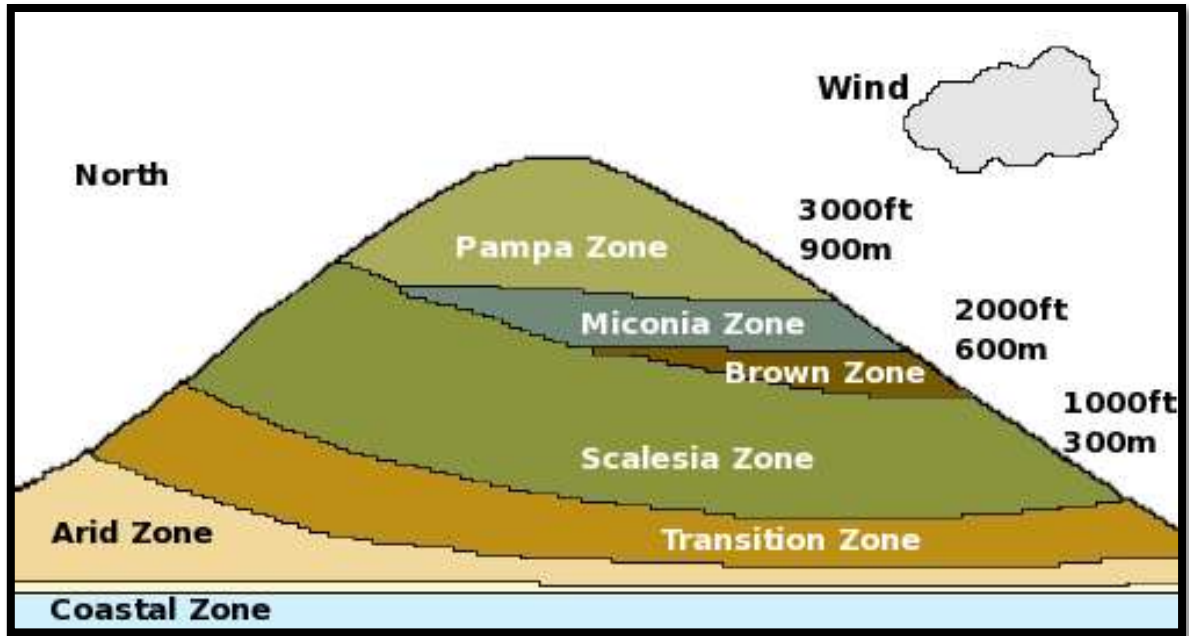 Wind
North
3000ft
900m
Pampa Zone
2000ft
600m
Miconia Zone
Brown Zone
1000ft
300m
Scalesia Zone
Arid Zone
Transition Zone
Coastal Zone